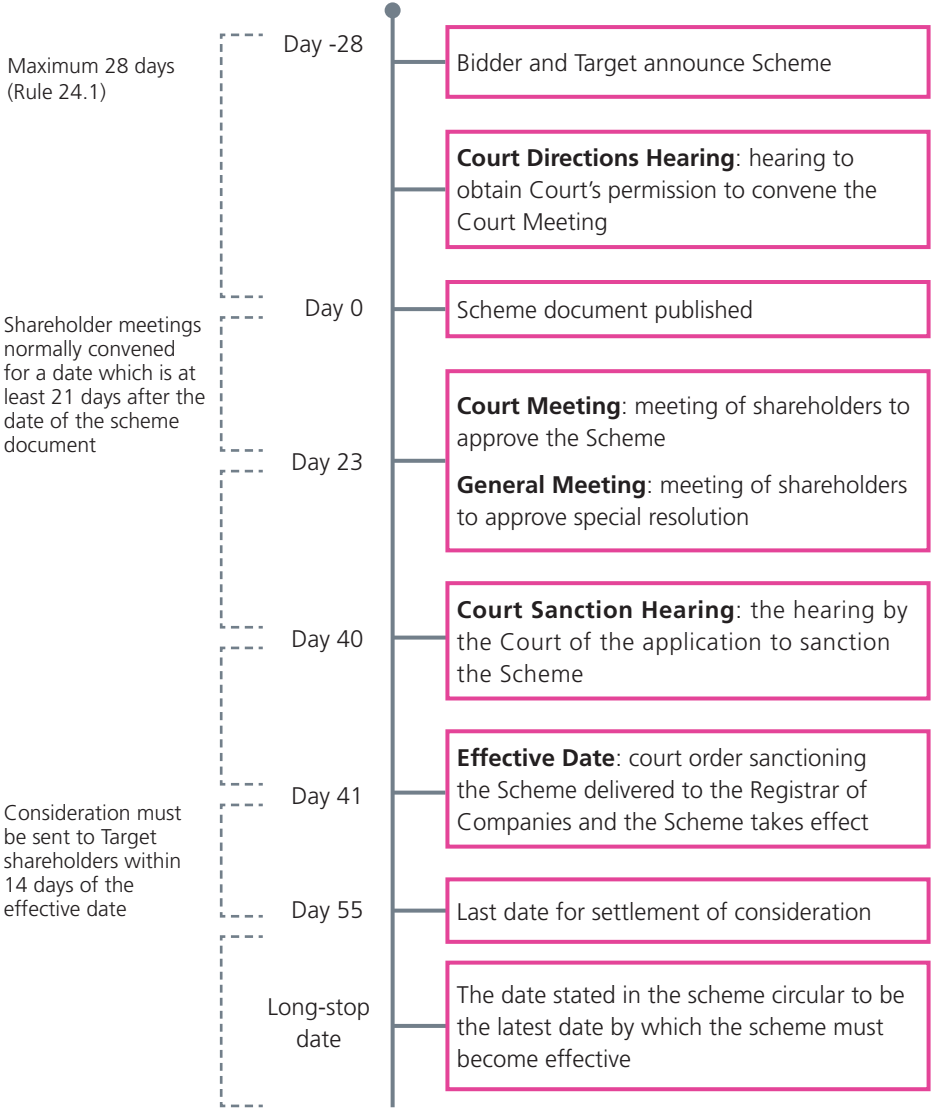 Maximum 28 days
(Rule 24.1)
Day -28
Bidder and Target announce Scheme
Court Directions Hearing: hearing to
obtain Court's permission to convene the
Court Meeting
Day 0
Scheme document published
Shareholder meetings
normally convened
for a date which is at
least 21 days after the
date of the scheme
document
Day 23
Court Meeting: meeting of shareholders to
approve the Scheme
General Meeting: meeting of shareholders
to approve special resolution
Day 40
Court Sanction Hearing: the hearing by
the Court of the application to sanction
the Scheme
Day 41
Effective Date: court order sanctioning
the Scheme delivered to the Registrar of
Companies and the Scheme takes effect
Consideration must
be sent to Target
shareholders within
14 days of the
effective date
Day 55
Last date for settlement of consideration
Long-stop
date
The date stated in the scheme circular to be
the latest date by which the scheme must
become effective